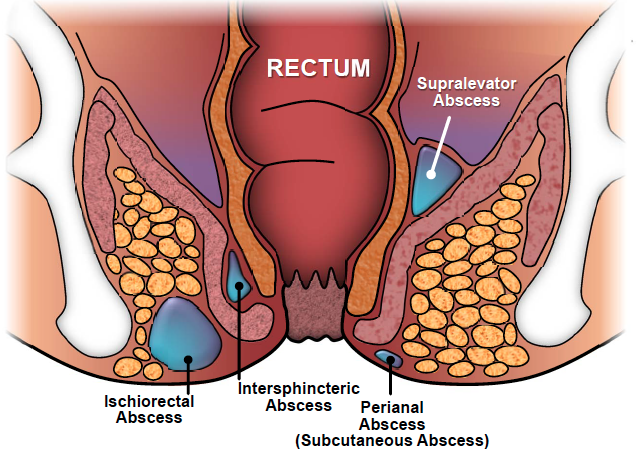 RECTUM
Supralevator
Abscess
Ischiorectal
Abscess
Intersphincteric
Abscess
Perianal
Abscess
(Subcutaneous Abscess)